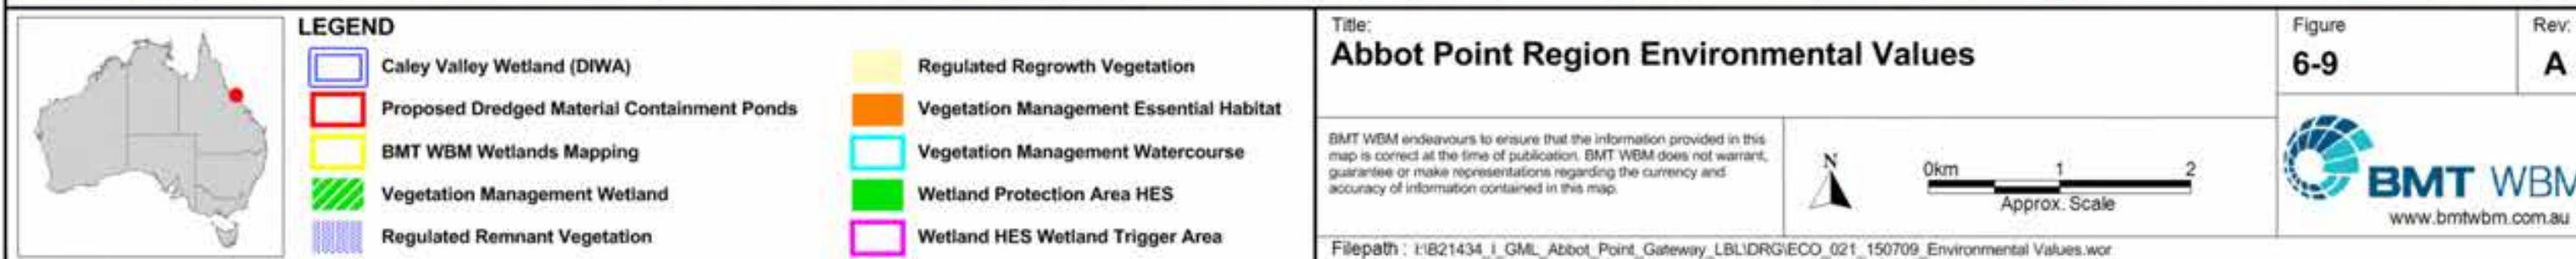 LEGEND
Caley Valley Wetland (DIWA)
Proposed Dredged Material Containment Ponds
BMT WBM Wetlands Mapping
Vegetation Management Wetland
Regulated Remnant Vegetation
Regulated Regrowth Vegetation
Vegetation Management Essential Habitat
Vegetation Management Watercourse
Wetland Protection Area HES
Wetland HES Wetland Trigger Area
Title:
Abbot Point Region Environmental Values
Figure
6-9
Rev:
A
BMT WBM endeavours to ensure that the information provided in this
map is correct at the time of publication. BMT WBM does not warrant,
guarantee or make representations regarding the currency and
accuracy of information contained in this map.
N
0km 1 2
Approx. Scale
BMT WBM
www.bmtwbm.com.au
Filepath : I:\B21434_I_GML_Abbot_Point_Gateway_LBL\DRG\ECO_021_150709_Environmental Values.wor